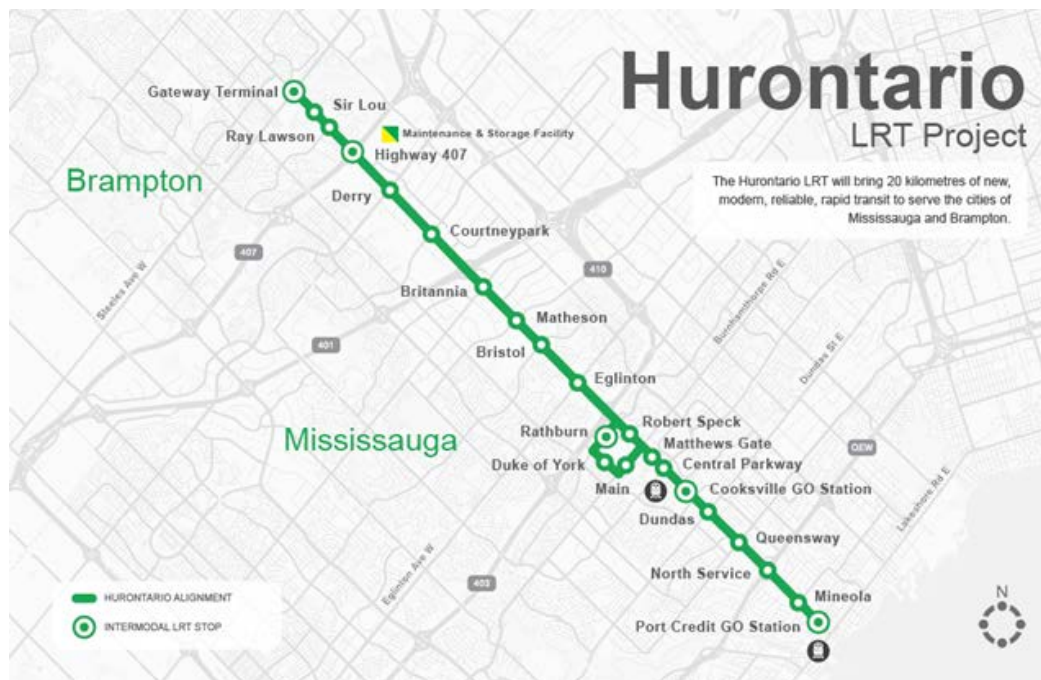 Hurontario
LRT Project
The Hurontario LRT will bring 20 kilometres of new,
modern, reliable, rapid transit to serve the cities of
Mississauga and Brampton.
Gateway Terminal
Sir Lou
Ray Lawson
Maintenance & Storage Facility
Highway 407
Brampton
Derry
Courtneypark
407
410
Steeles Ave W
Burnhamthorpe Rd E
Britannia
Matheson
401
Bristol
Dundas St E
Eglinton
Mississauga
Rathburn
Robert Speck
Matthews Gate
QEW
Duke of York
Central Parkway
Main
Cooksville GO Station
Lakeshore Rd E
Dundas
Queensway
Eglinton Ave W
403
North Service
Mineola
Port Credit GO Station
HURONTARIO ALIGNMENT
INTERMODAL LRT STOP
N